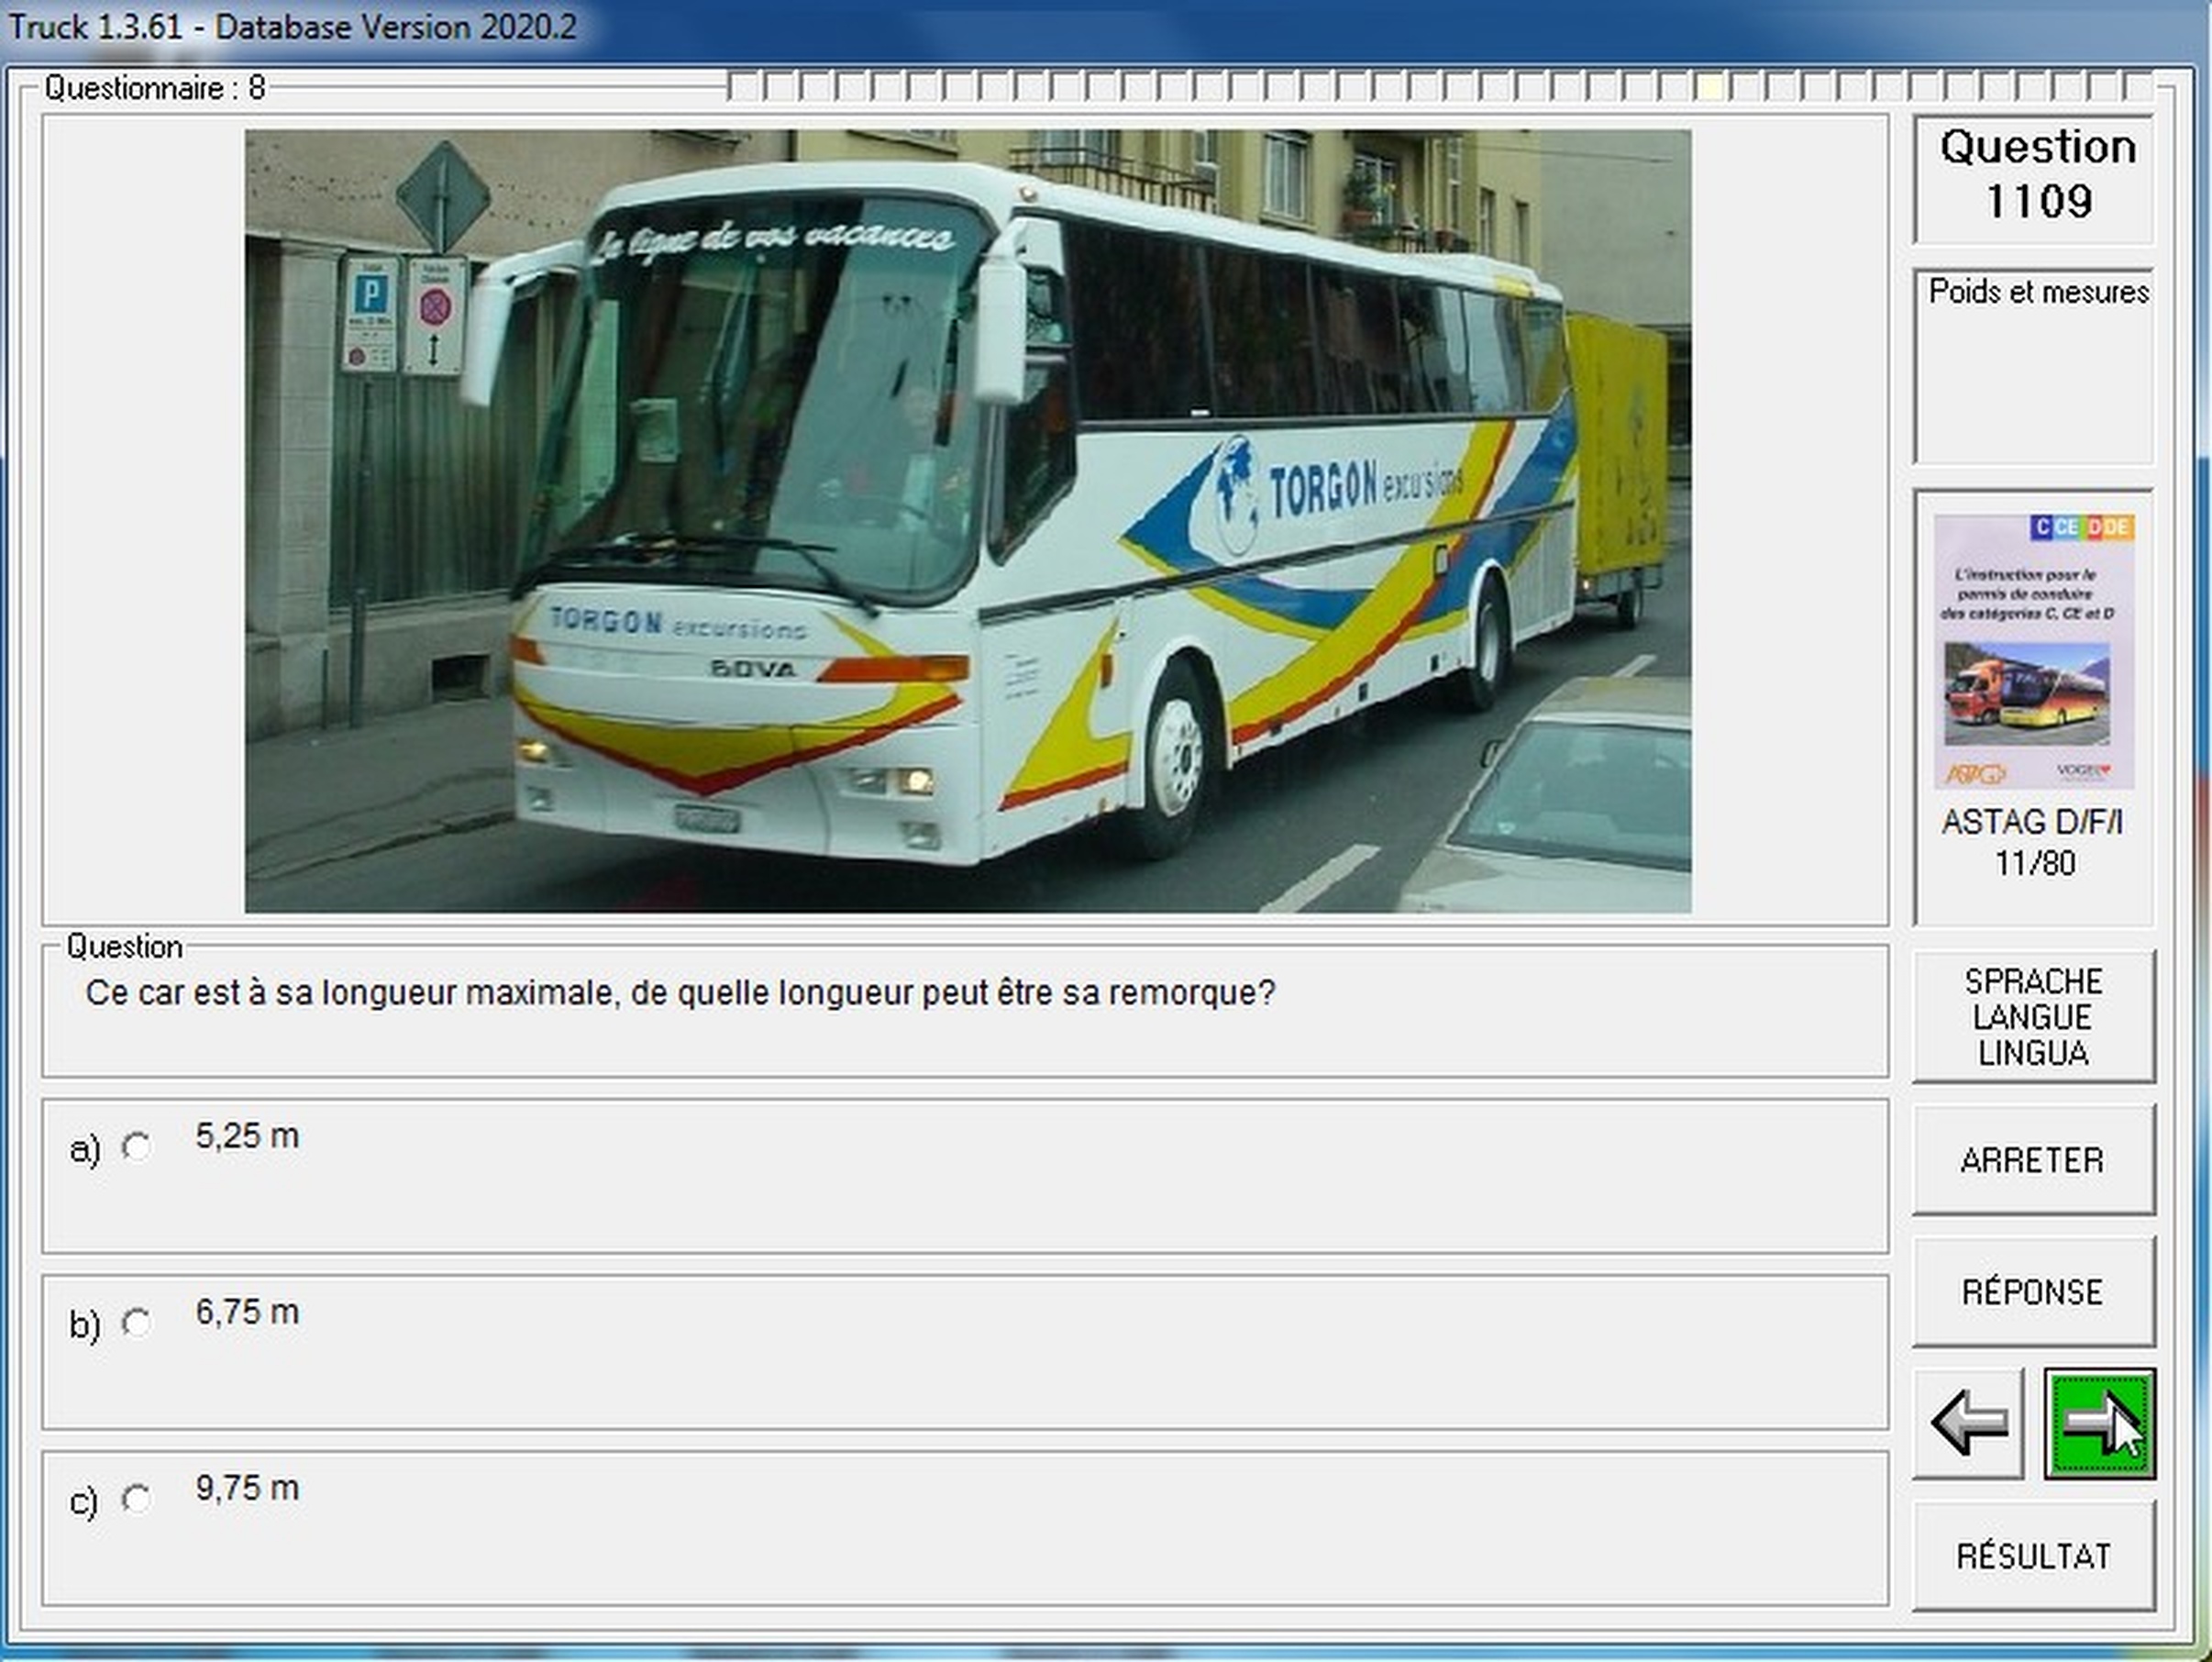 Truck 1.3.61 - Database Version 2020.2
Questionnaire : 8
La ligne de vos vacances
P
TORGON excursions
TORGON excursions
BOVA
Question
1109
Poids et mesures
C CE D DE
L'instruction pour le
permis de conduire
des catégories C, CE et D
ASTAG
VOGEL
ASTAG D/F/I
11/80
Question
Ce car est à sa longueur maximale, de quelle longueur peut être sa remorque?
a) 5,25 m
b) 6,75 m
c) 9,75 m
SPRACHE
LANGUE
LINGUA
ARRETER
RÉPONSE
RÉSULTAT